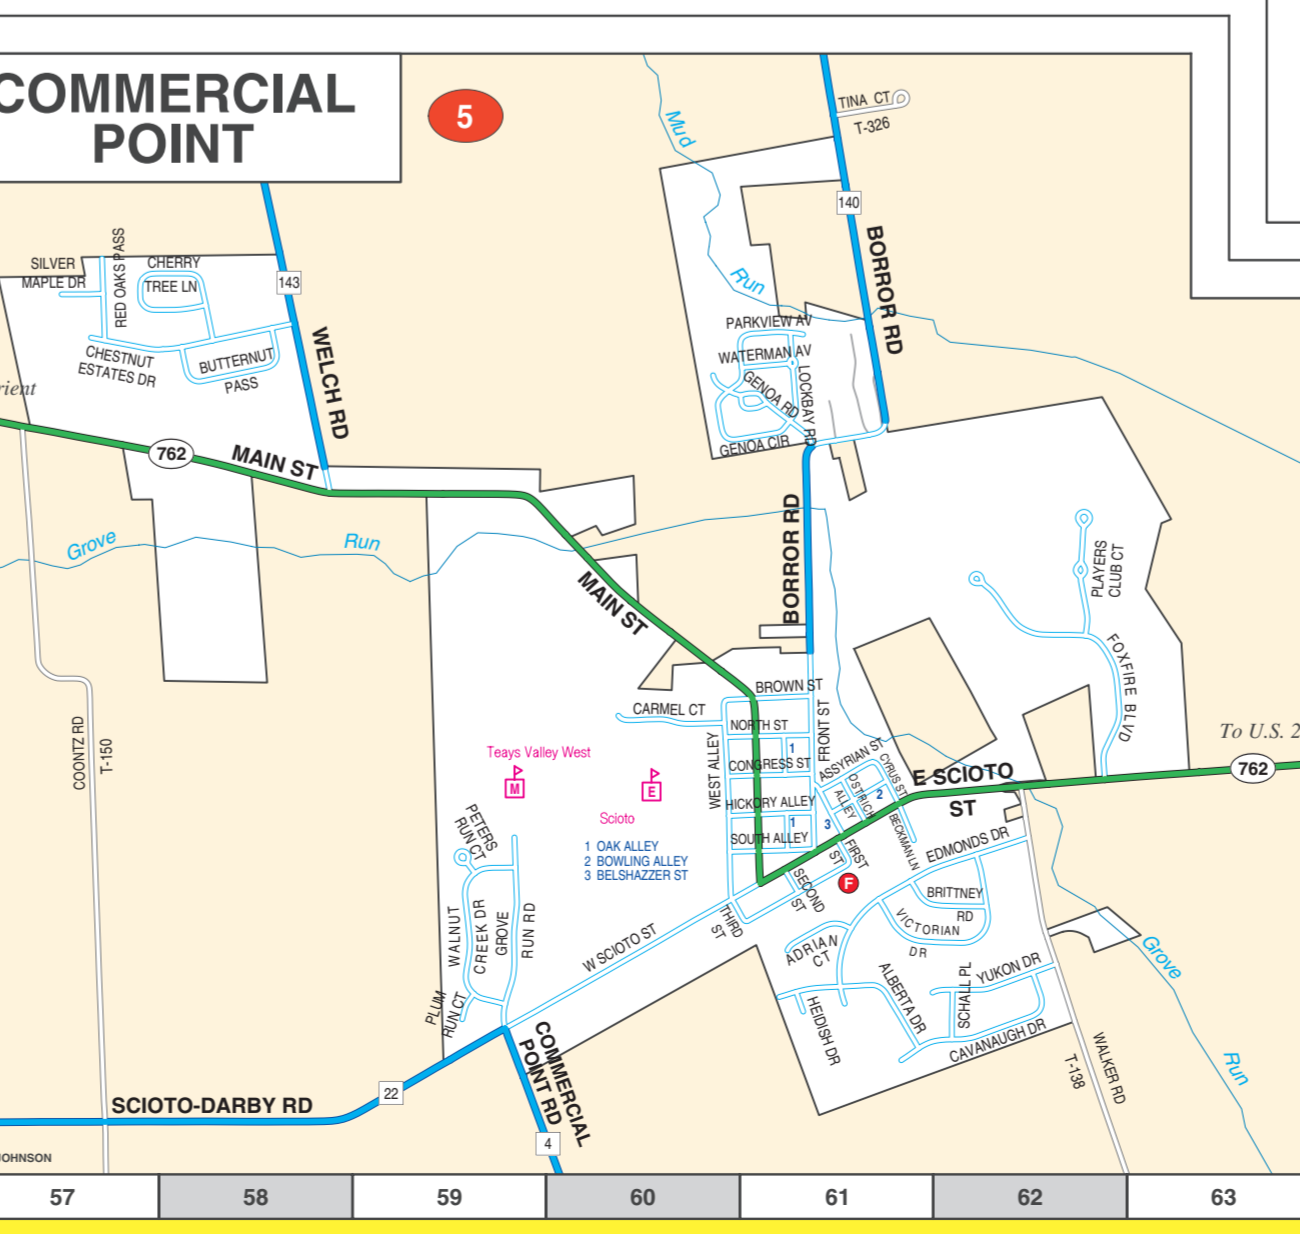 COMMERCIAL
POINT
5
Mud
TINA CT
T-326
140
BORROR RD
Run
SILVER
MAPLE DR
RED OAKS PASS
CHERRY
TREE LN
143
CHESTNUT
ESTATES DR
BUTTERNUT
PASS
WELCH RD
PARKVIEW AV
WATERMAN AV
GENOA RD
LOCKBAY RD
GENOA CIR
762
MAIN ST
Grove
Run
BORROR RD
MAIN ST
PLAYERS
CLUB CT
FOXFIRE BLVD
COONTZ RD
T-150
BROWN ST
CARMEL CT
NORTH ST
FRONT ST
WEST ALLEY
1
CONGRESS ST
ASSYRIAN ST
CYRUS ST
OSTRICH
ALLEY
2
HICKORY ALLEY
1
3
SOUTH ALLEY
E SCIOTO
ST
To U.S. 2
762
Teays Valley West
M
E
Scioto
1 OAK ALLEY
2 BOWLING ALLEY
3 BELSHAZZER ST
BECKMAN LN
FIRST
ST
F
SECOND
ST
THIRD
ST
EDMONDS DR
BRITTNEY
RD
VICTORIAN
DR
PETERS
RUN CT
WALNUT
CREEK DR
GROVE
RUN RD
PLUM
RUN CT
W SCIOTO ST
ADRIAN
CT
ALBERTA DR
HEIDISH DR
SCHALL PL
YUKON DR
CAVANAUGH DR
Grove
Run
WALKER RD
T-138
COMMERCIAL
POINT RD
22
SCIOTO-DARBY RD
4
JOHNSON
57
58
59
60
61
62
63